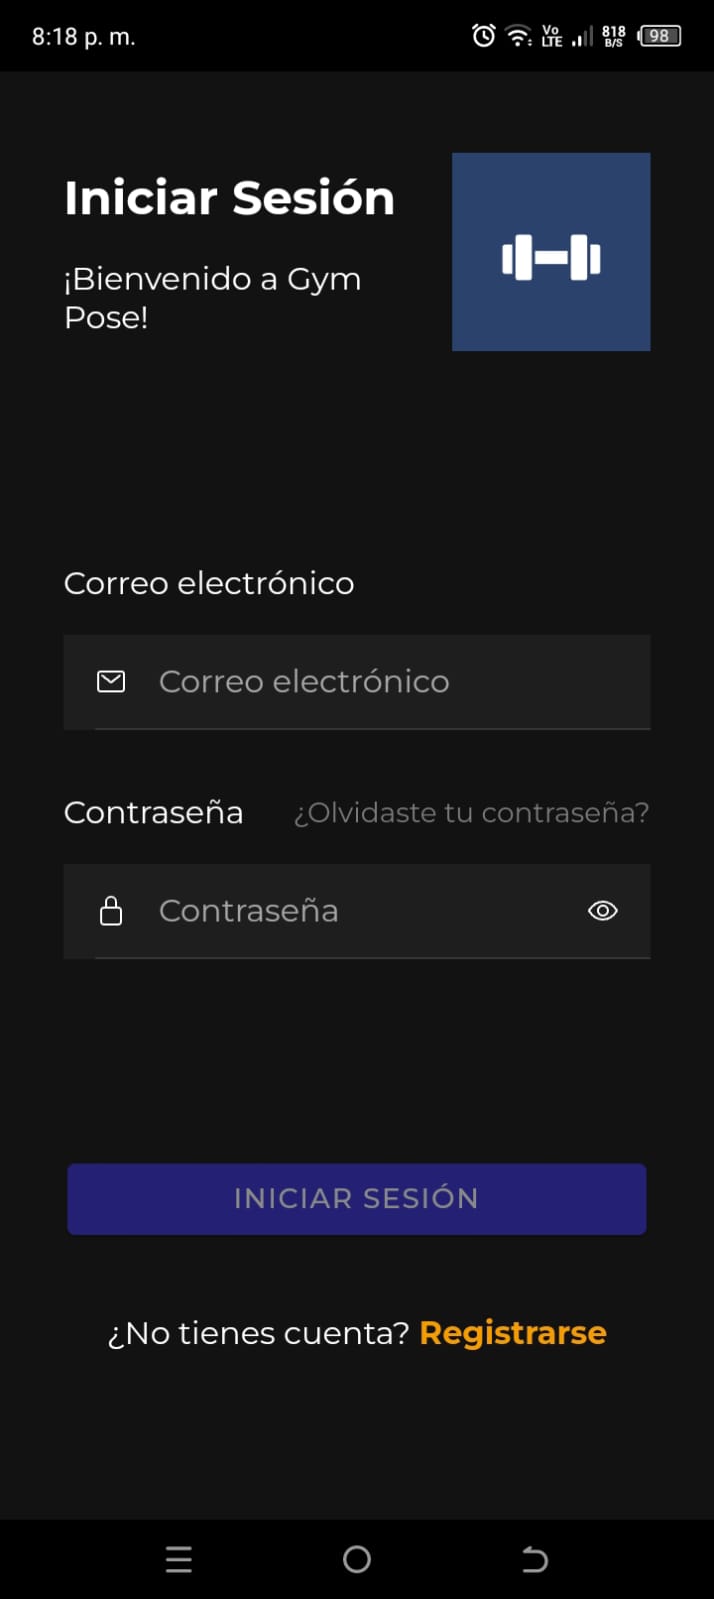 8:18 p. m.
Vo LTE 818 B/S 98
Iniciar Sesión
¡Bienvenido a Gym
Pose!
Correo electrónico
Correo electrónico
Contraseña ¿Olvidaste tu contraseña?
Contraseña
INICIAR SESIÓN
¿No tienes cuenta? Registrarse